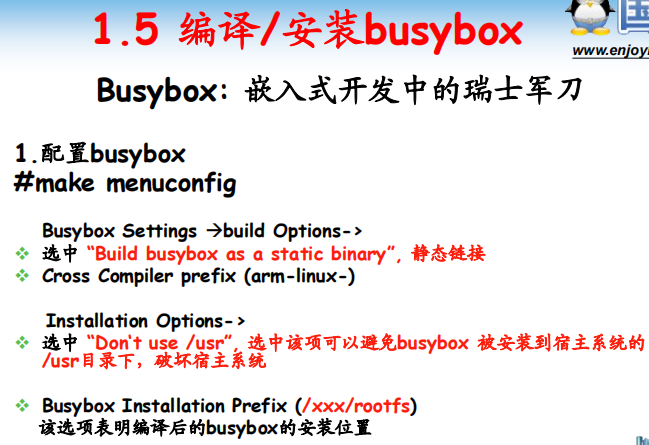 1.5 编译/安装busybox
国
www.enjoy
Busybox: 嵌入式开发中的瑞士军刀
1.配置busybox
#make menuconfig
Busybox Settings →build Options->
❖ 选中 “Build busybox as a static binary”, 静态链接
❖ Cross Compiler prefix (arm-linux-)
Installation Options->
❖ 选中 “Don't use /usr”, 选中该项可以避免busybox 被安装到宿主系统的
/usr目录下，破坏宿主系统
❖ Busybox Installation Prefix (/xxx/rootfs)
该选项表明编译后的busybox的安装位置